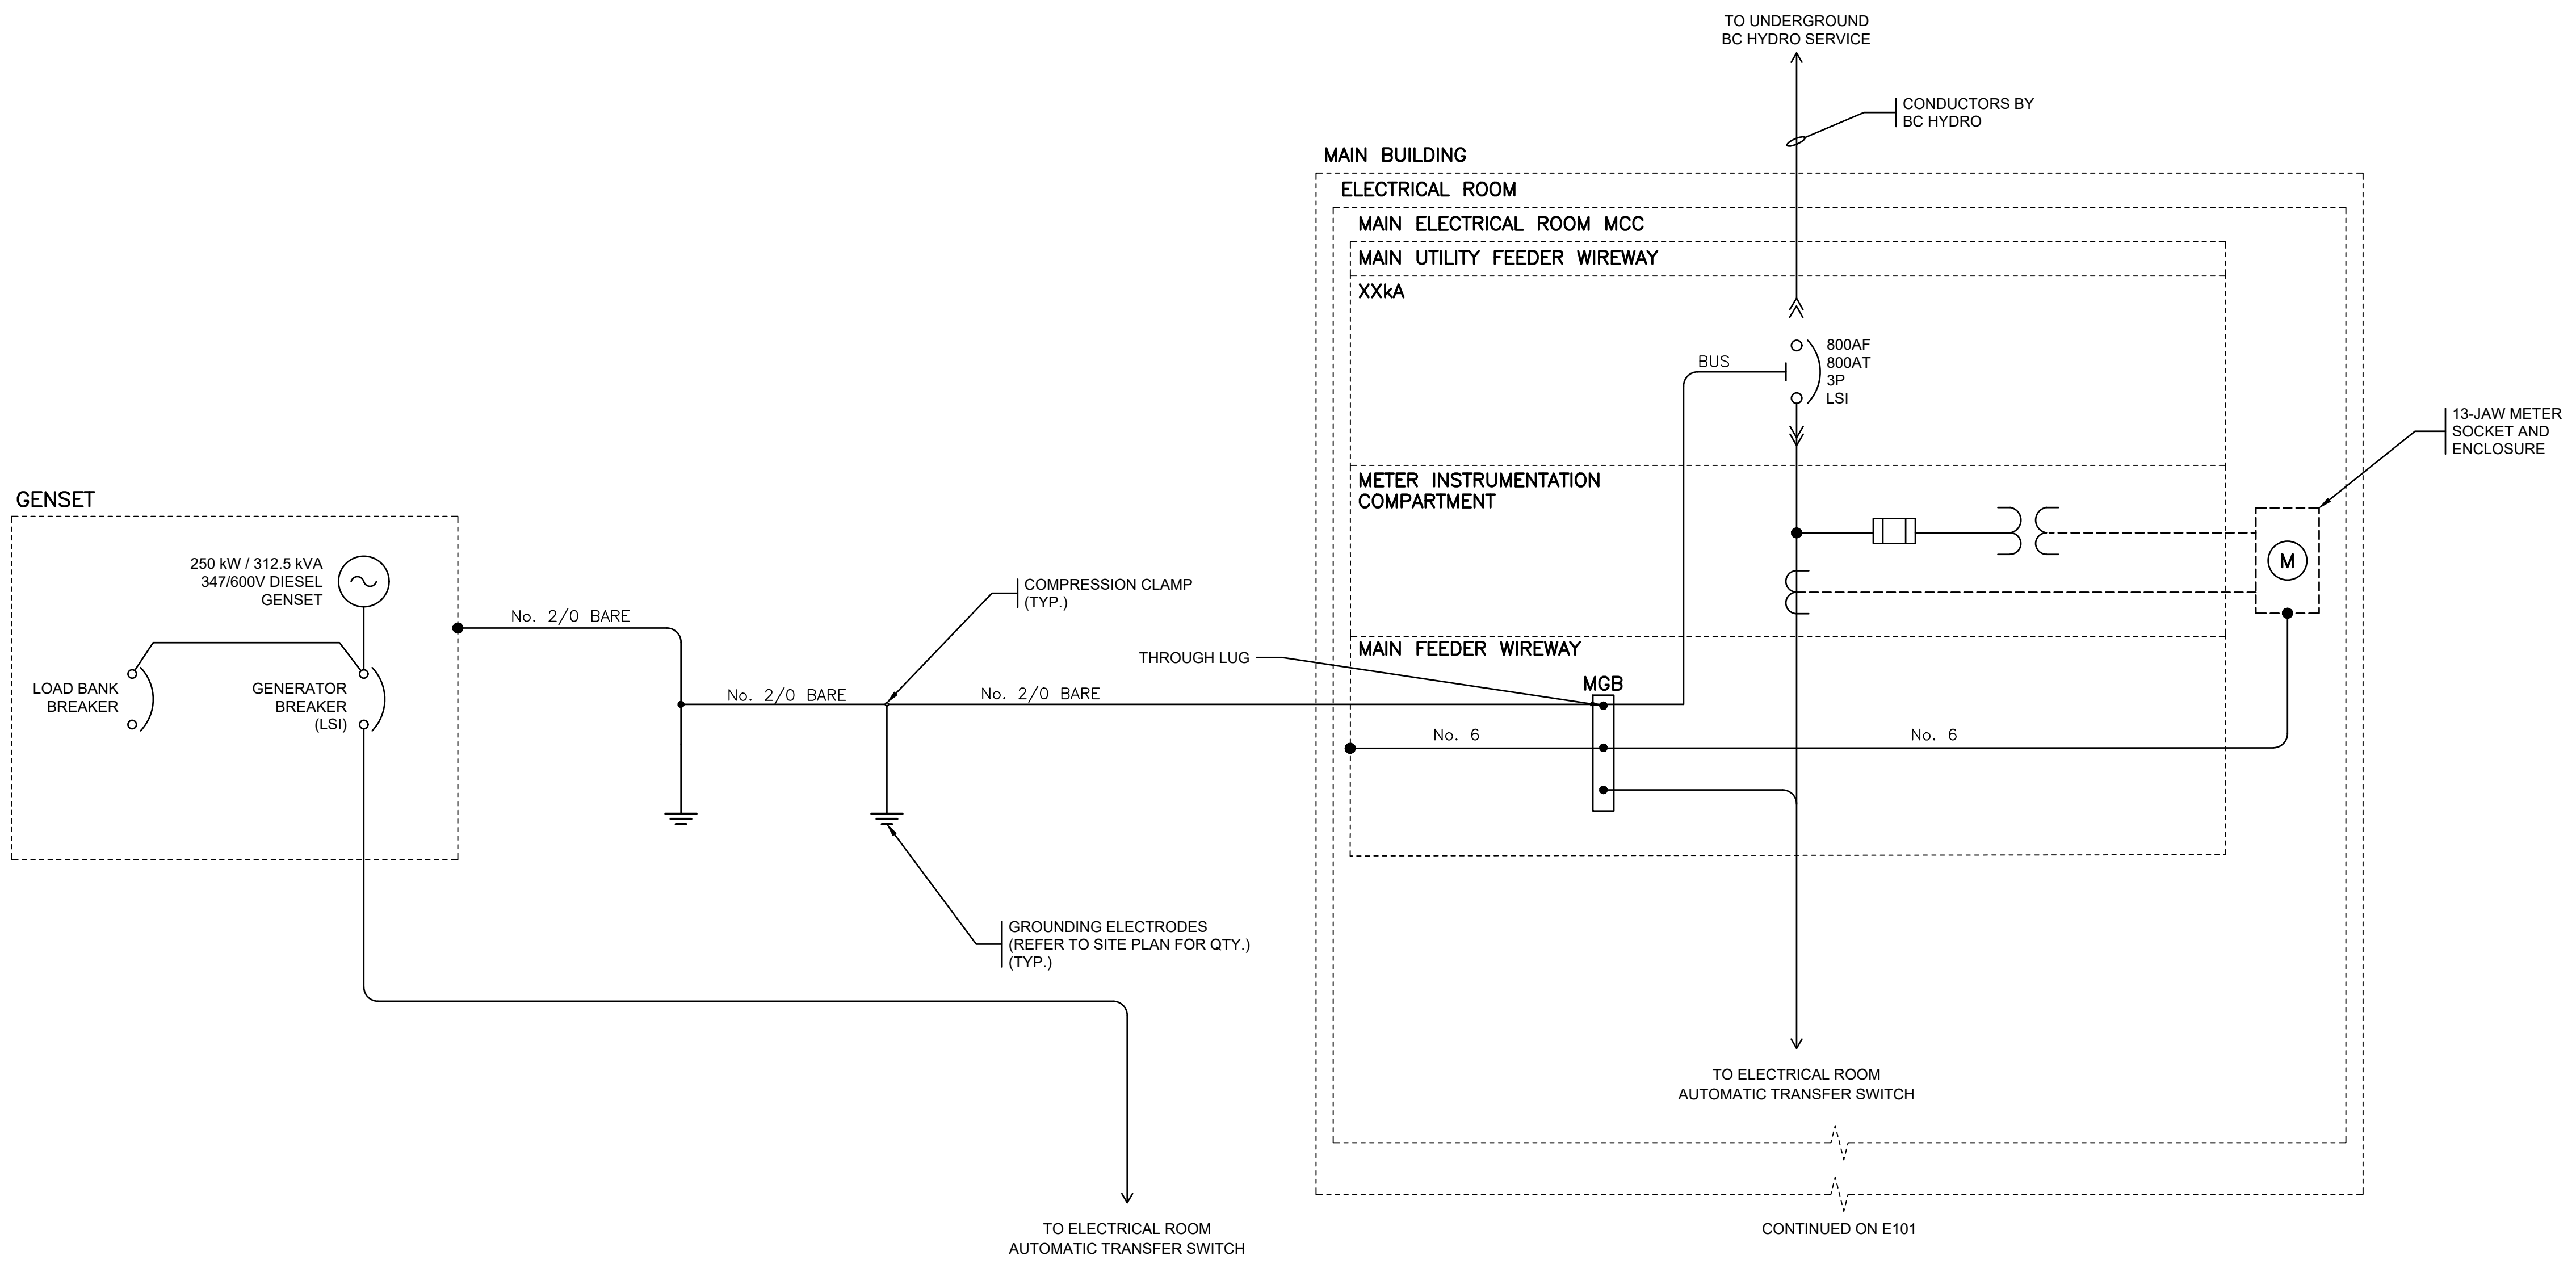 TO UNDERGROUND
BC HYDRO SERVICE
CONDUCTORS BY
BC HYDRO
MAIN BUILDING
ELECTRICAL ROOM
MAIN ELECTRICAL ROOM MCC
MAIN UTILITY FEEDER WIREWAY
XXkA
800AF
800AT
3P
LSI
BUS
13-JAW METER
SOCKET AND
ENCLOSURE
METER INSTRUMENTATION
COMPARTMENT
M
GENSET
250 kW / 312.5 kVA
347/600V DIESEL
GENSET
No. 2/0 BARE
COMPRESSION CLAMP
(TYP.)
LOAD BANK
BREAKER
GENERATOR
BREAKER
(LSI)
No. 2/0 BARE
No. 2/0 BARE
THROUGH LUG
MAIN FEEDER WIREWAY
MGB
No. 6
No. 6
GROUNDING ELECTRODES
(REFER TO SITE PLAN FOR QTY.)
(TYP.)
TO ELECTRICAL ROOM
AUTOMATIC TRANSFER SWITCH
TO ELECTRICAL ROOM
AUTOMATIC TRANSFER SWITCH
CONTINUED ON E101